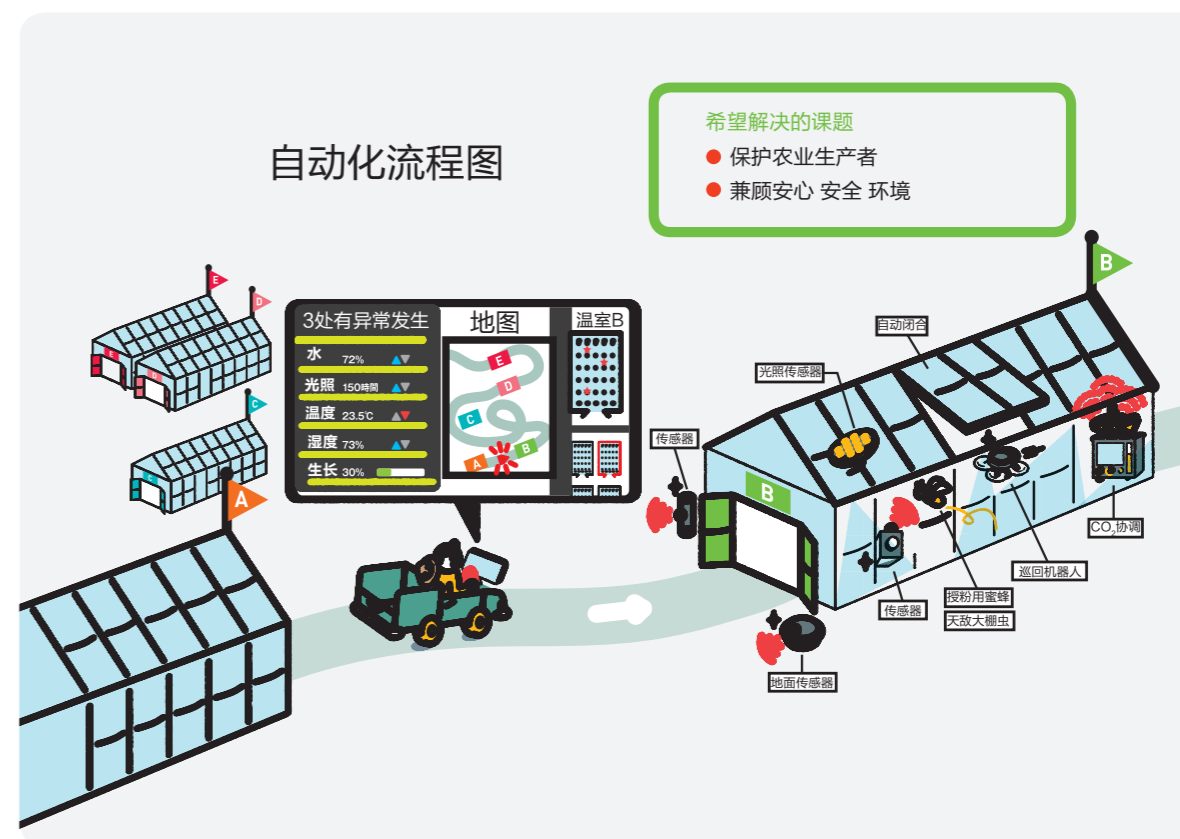 自动化流程图
希望解决的课题
保护农业生产者
兼顾安心 安全 环境
E
D
C
A
3处有异常发生
水 72%
光照 150時間
温度 23.5℃
湿度 73%
生长 30%
地图
E
D
C
A
B
温室B
B
自动闭合
光照传感器
传感器
B
CO₂协调
巡回机器人
授粉用蜜蜂
天敌大棚虫
传感器
地面传感器
E
D
C